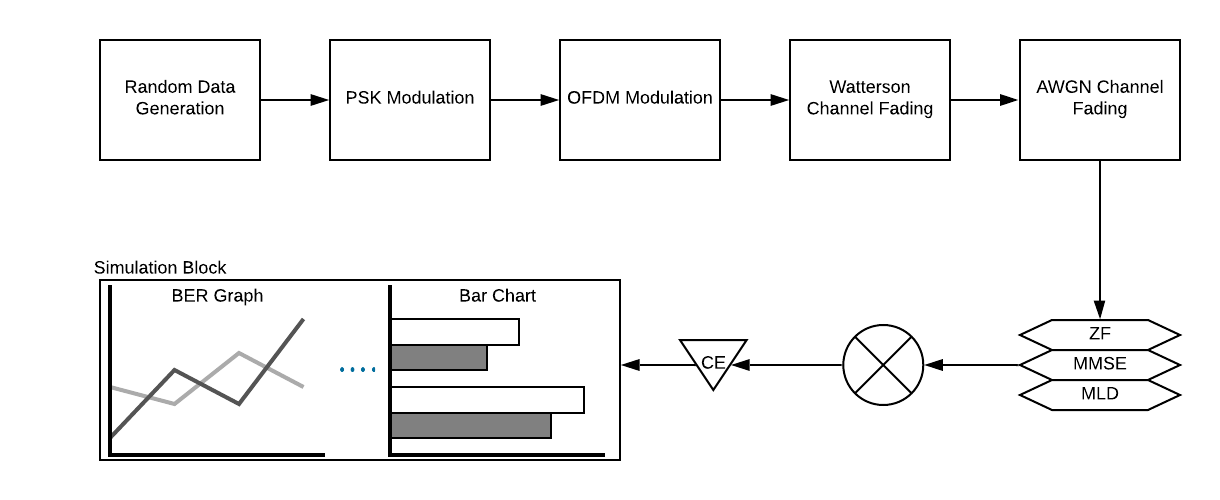 Random Data
Generation
PSK Modulation
OFDM Modulation
Watterson
Channel Fading
AWGN Channel
Fading
ZF
MMSE
MLD
CE
Simulation Block
BER Graph
Bar Chart